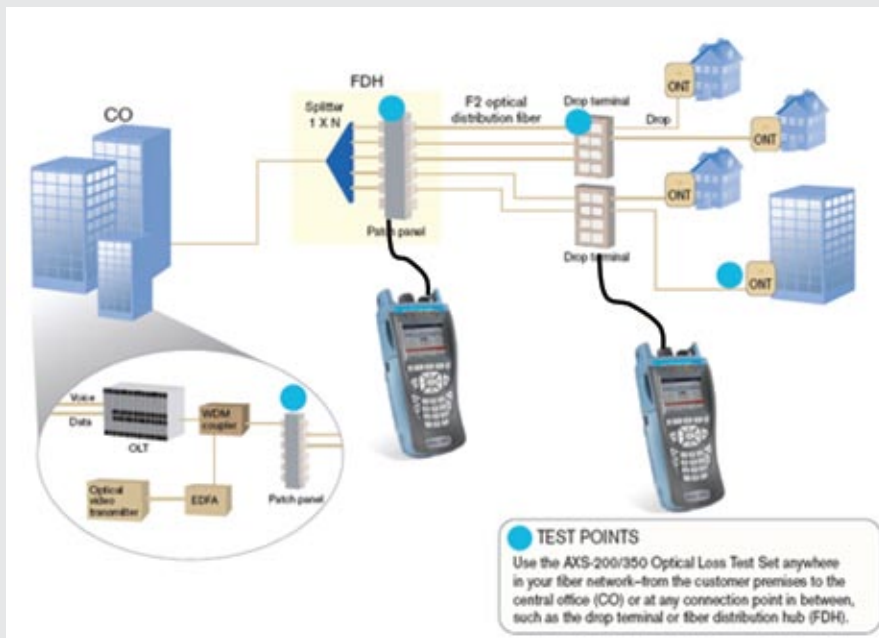 FDH
CO
Splitter
1 X N
F2 optical
distribution fiber
Drop terminal
Drop
ONT
ONT
ONT
ONT
Patch panel
Drop terminal
Voice
Data
OLT
WDM
coupler
Optical
video
transmitter
EDFA
Patch panel
TEST POINTS
Use the AXS-200/350 Optical Loss Test Set anywhere
in your fiber network–from the customer premises to the
central office (CO) or at any connection point in between,
such as the drop terminal or fiber distribution hub (FDH).